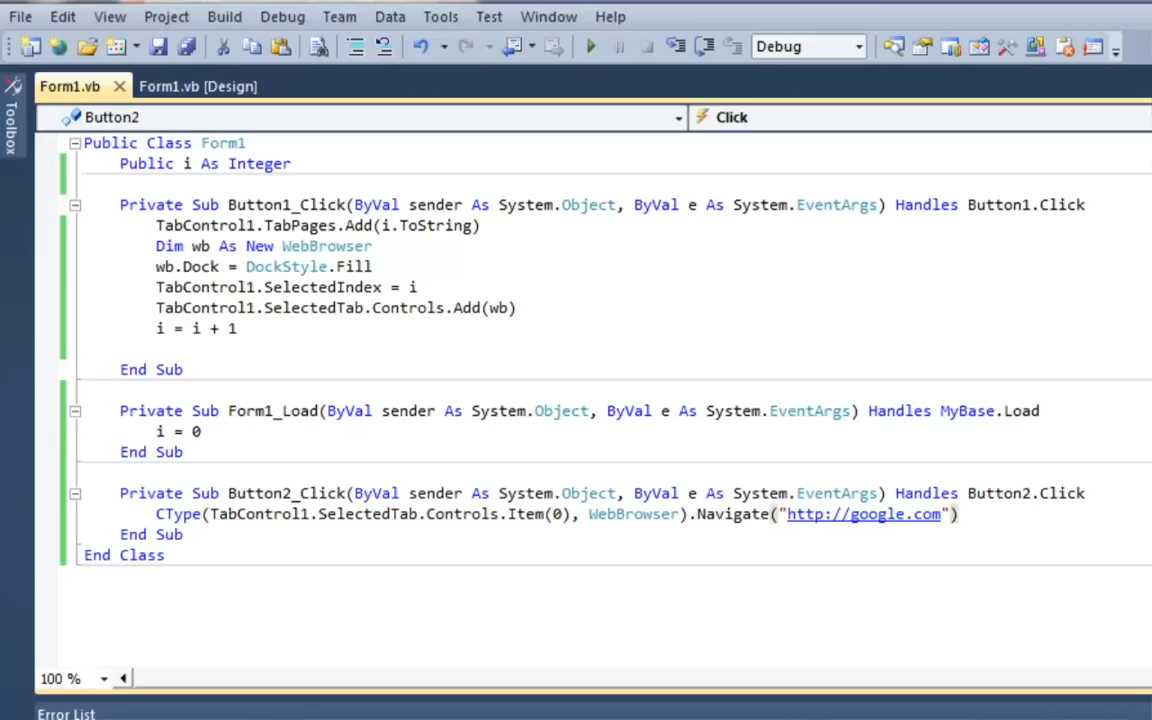 File Edit View Project Build Debug Team Data Tools Test Window Help
Debug
Form1.vb Form1.vb [Design]
Toolbox
Button2 Click
Public Class Form1
Public i As Integer
Private Sub Button1_Click(ByVal sender As System.Object, ByVal e As System.EventArgs) Handles Button1.Click
TabControl1.TabPages.Add(i.ToString)
Dim wb As New WebBrowser
wb.Dock = DockStyle.Fill
TabControl1.SelectedIndex = i
TabControl1.SelectedTab.Controls.Add(wb)
i = i + 1
End Sub
Private Sub Form1_Load(ByVal sender As System.Object, ByVal e As System.EventArgs) Handles MyBase.Load
i = 0
End Sub
Private Sub Button2_Click(ByVal sender As System.Object, ByVal e As System.EventArgs) Handles Button2.Click
CType(TabControl1.SelectedTab.Controls.Item(0), WebBrowser).Navigate("http://google.com")
End Sub
End Class
100 %
Error List